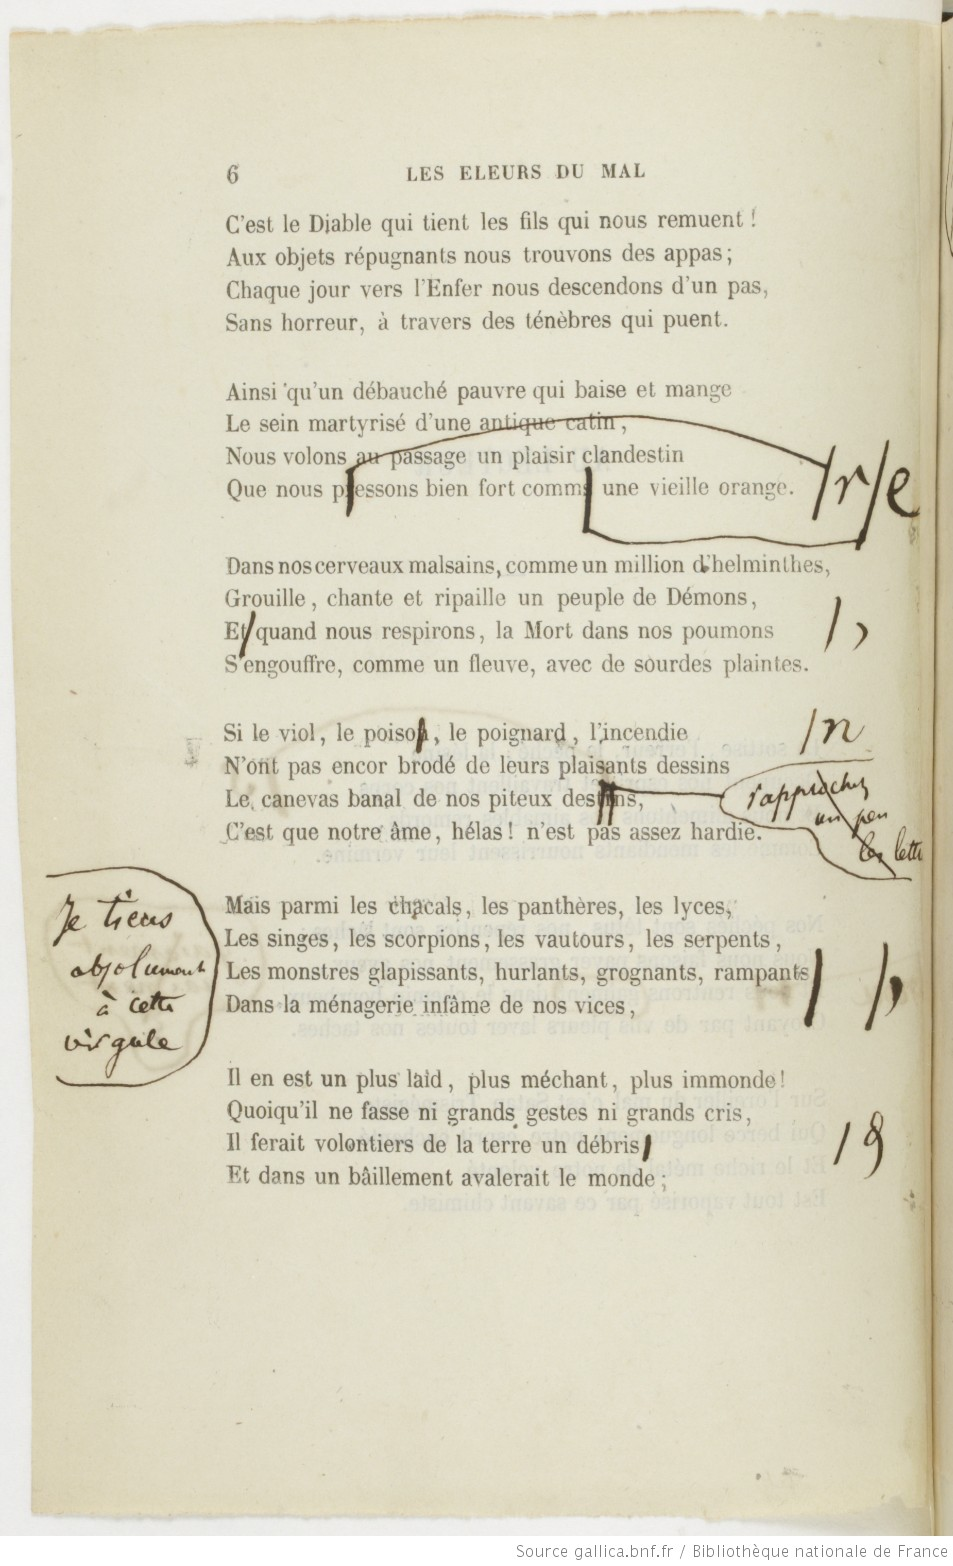 6 LES ELEURS DU MAL
C'est le Diable qui tient les fils qui nous remuent !
Aux objets répugnants nous trouvons des appas ;
Chaque jour vers l'Enfer nous descendons d'un pas,
Sans horreur, à travers des ténèbres qui puent.
Ainsi qu'un débauché pauvre qui baise et mange
Le sein martyrisé d'une antique catin,
Nous volons au passage un plaisir clandestin
Que nous pressons bien fort comme une vieille orange.
r/e
Dans nos cerveaux malsains, comme un million d'helminthes,
Grouille, chante et ripaille un peuple de Démons,
Et quand nous respirons, la Mort dans nos poumons
/,
S'engouffre, comme un fleuve, avec de sourdes plaintes.
Si le viol, le poison, le poignard, l'incendie
/n
N'ont pas encor brodé de leurs plaisants dessins
Le canevas banal de nos piteux destins,
rapprocher
un peu
les lettres
C'est que notre âme, hélas ! n'est pas assez hardie.
Mais parmi les chacals, les panthères, les lyces,
Les singes, les scorpions, les vautours, les serpents,
Les monstres glapissants, hurlants, grognants, rampants
/,
Dans la ménagerie infâme de nos vices,
Je tiens
absolument
à cette
virgule
Il en est un plus laid, plus méchant, plus immonde !
Quoiqu'il ne fasse ni grands gestes ni grands cris,
Il ferait volontiers de la terre un débris
Et dans un bâillement avalerait le monde ;
Source gallica.bnf.fr / Bibliothèque nationale de France